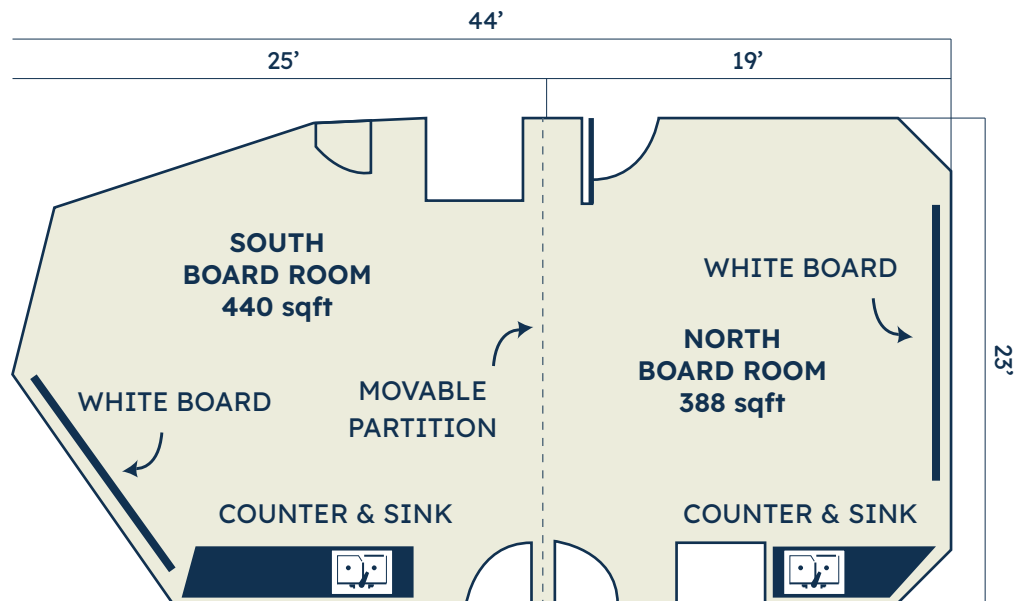 44’
25’
19’
SOUTH
BOARD ROOM
440 sqft
WHITE BOARD
NORTH
BOARD ROOM
388 sqft
23’
MOVABLE
PARTITION
WHITE BOARD
COUNTER & SINK
COUNTER & SINK